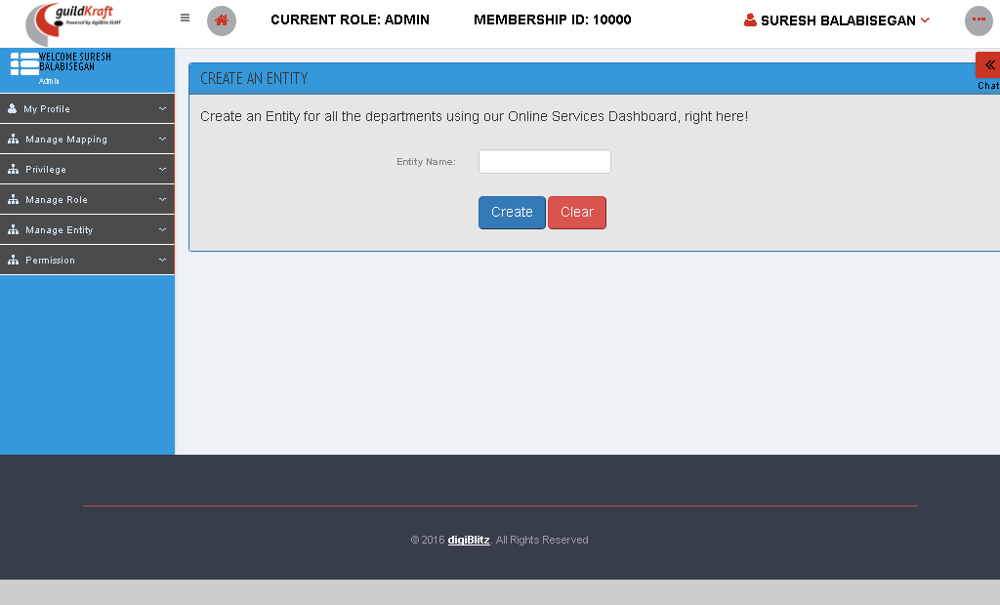 guildKraft
Powered by digiBlitz ELMT
CURRENT ROLE: ADMIN
MEMBERSHIP ID: 10000
SURESH BALABISEGAN
WELCOME SURESH
BALABISEGAN
Admin
My Profile
Manage Mapping
Privilege
Manage Role
Manage Entity
Permission
CREATE AN ENTITY
Chat
Create an Entity for all the departments using our Online Services Dashboard, right here!
Entity Name:
Create Clear
© 2016 digiBlitz. All Rights Reserved